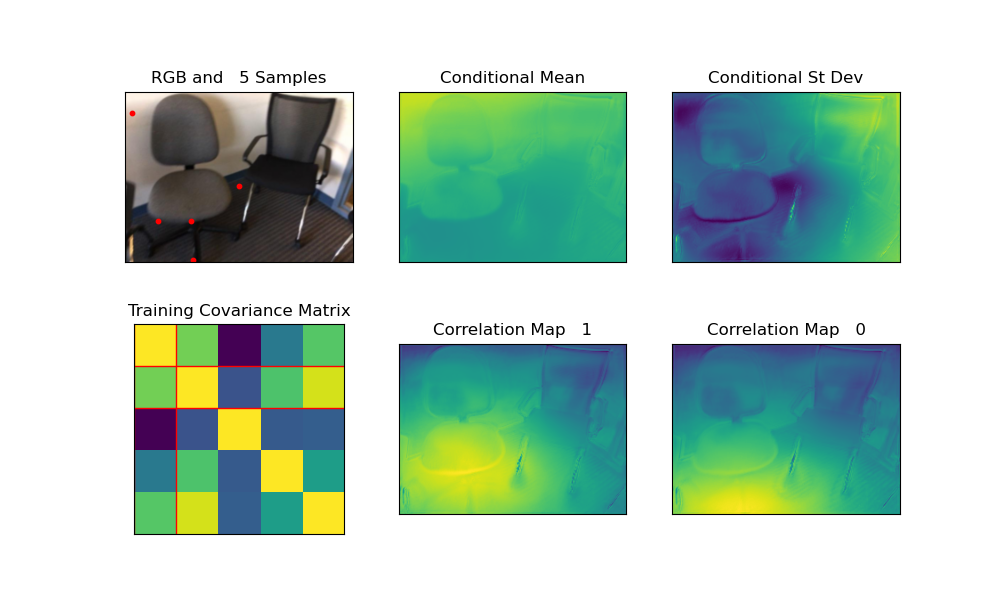 RGB and   5 Samples
Conditional Mean
Conditional St Dev
Training Covariance Matrix
Correlation Map   1
Correlation Map   0